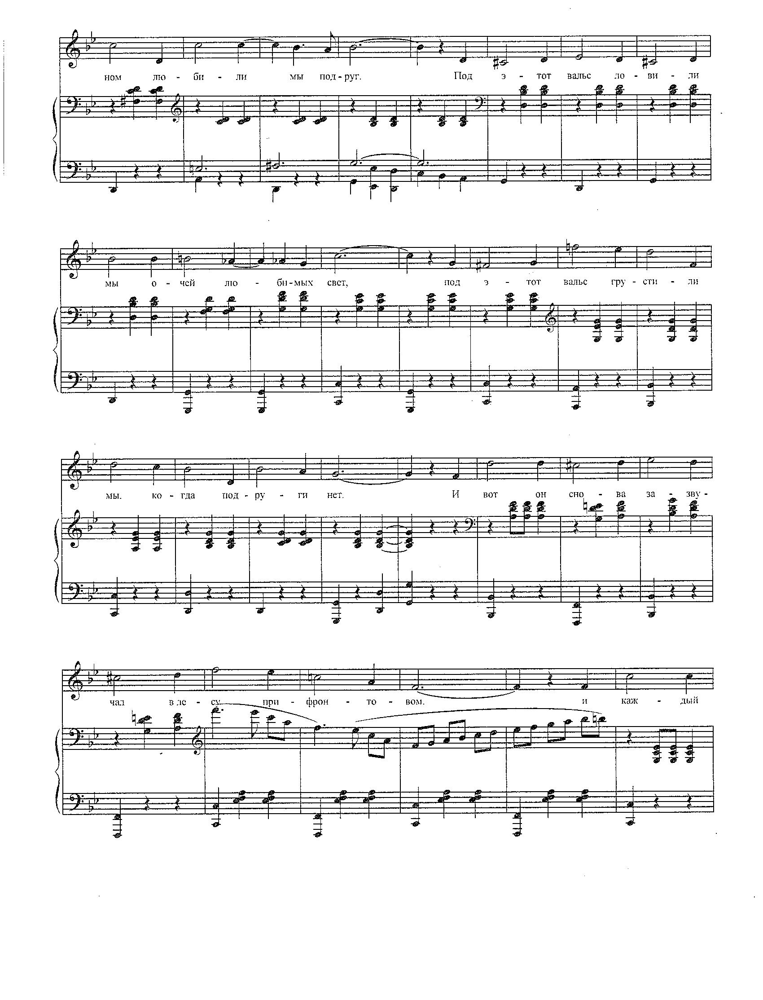 ном лю - би - ли мы под - руг. Под э - тот вальс ло - ви - ли
мы о - чей лю - би - мых свет, под э - тот вальс гру - сти - ли
мы. ко - гда под - ру - ги нет. И вот он сно - ва за - зву -
чал в ле - су при - фрон - то - вом. и каж - дый